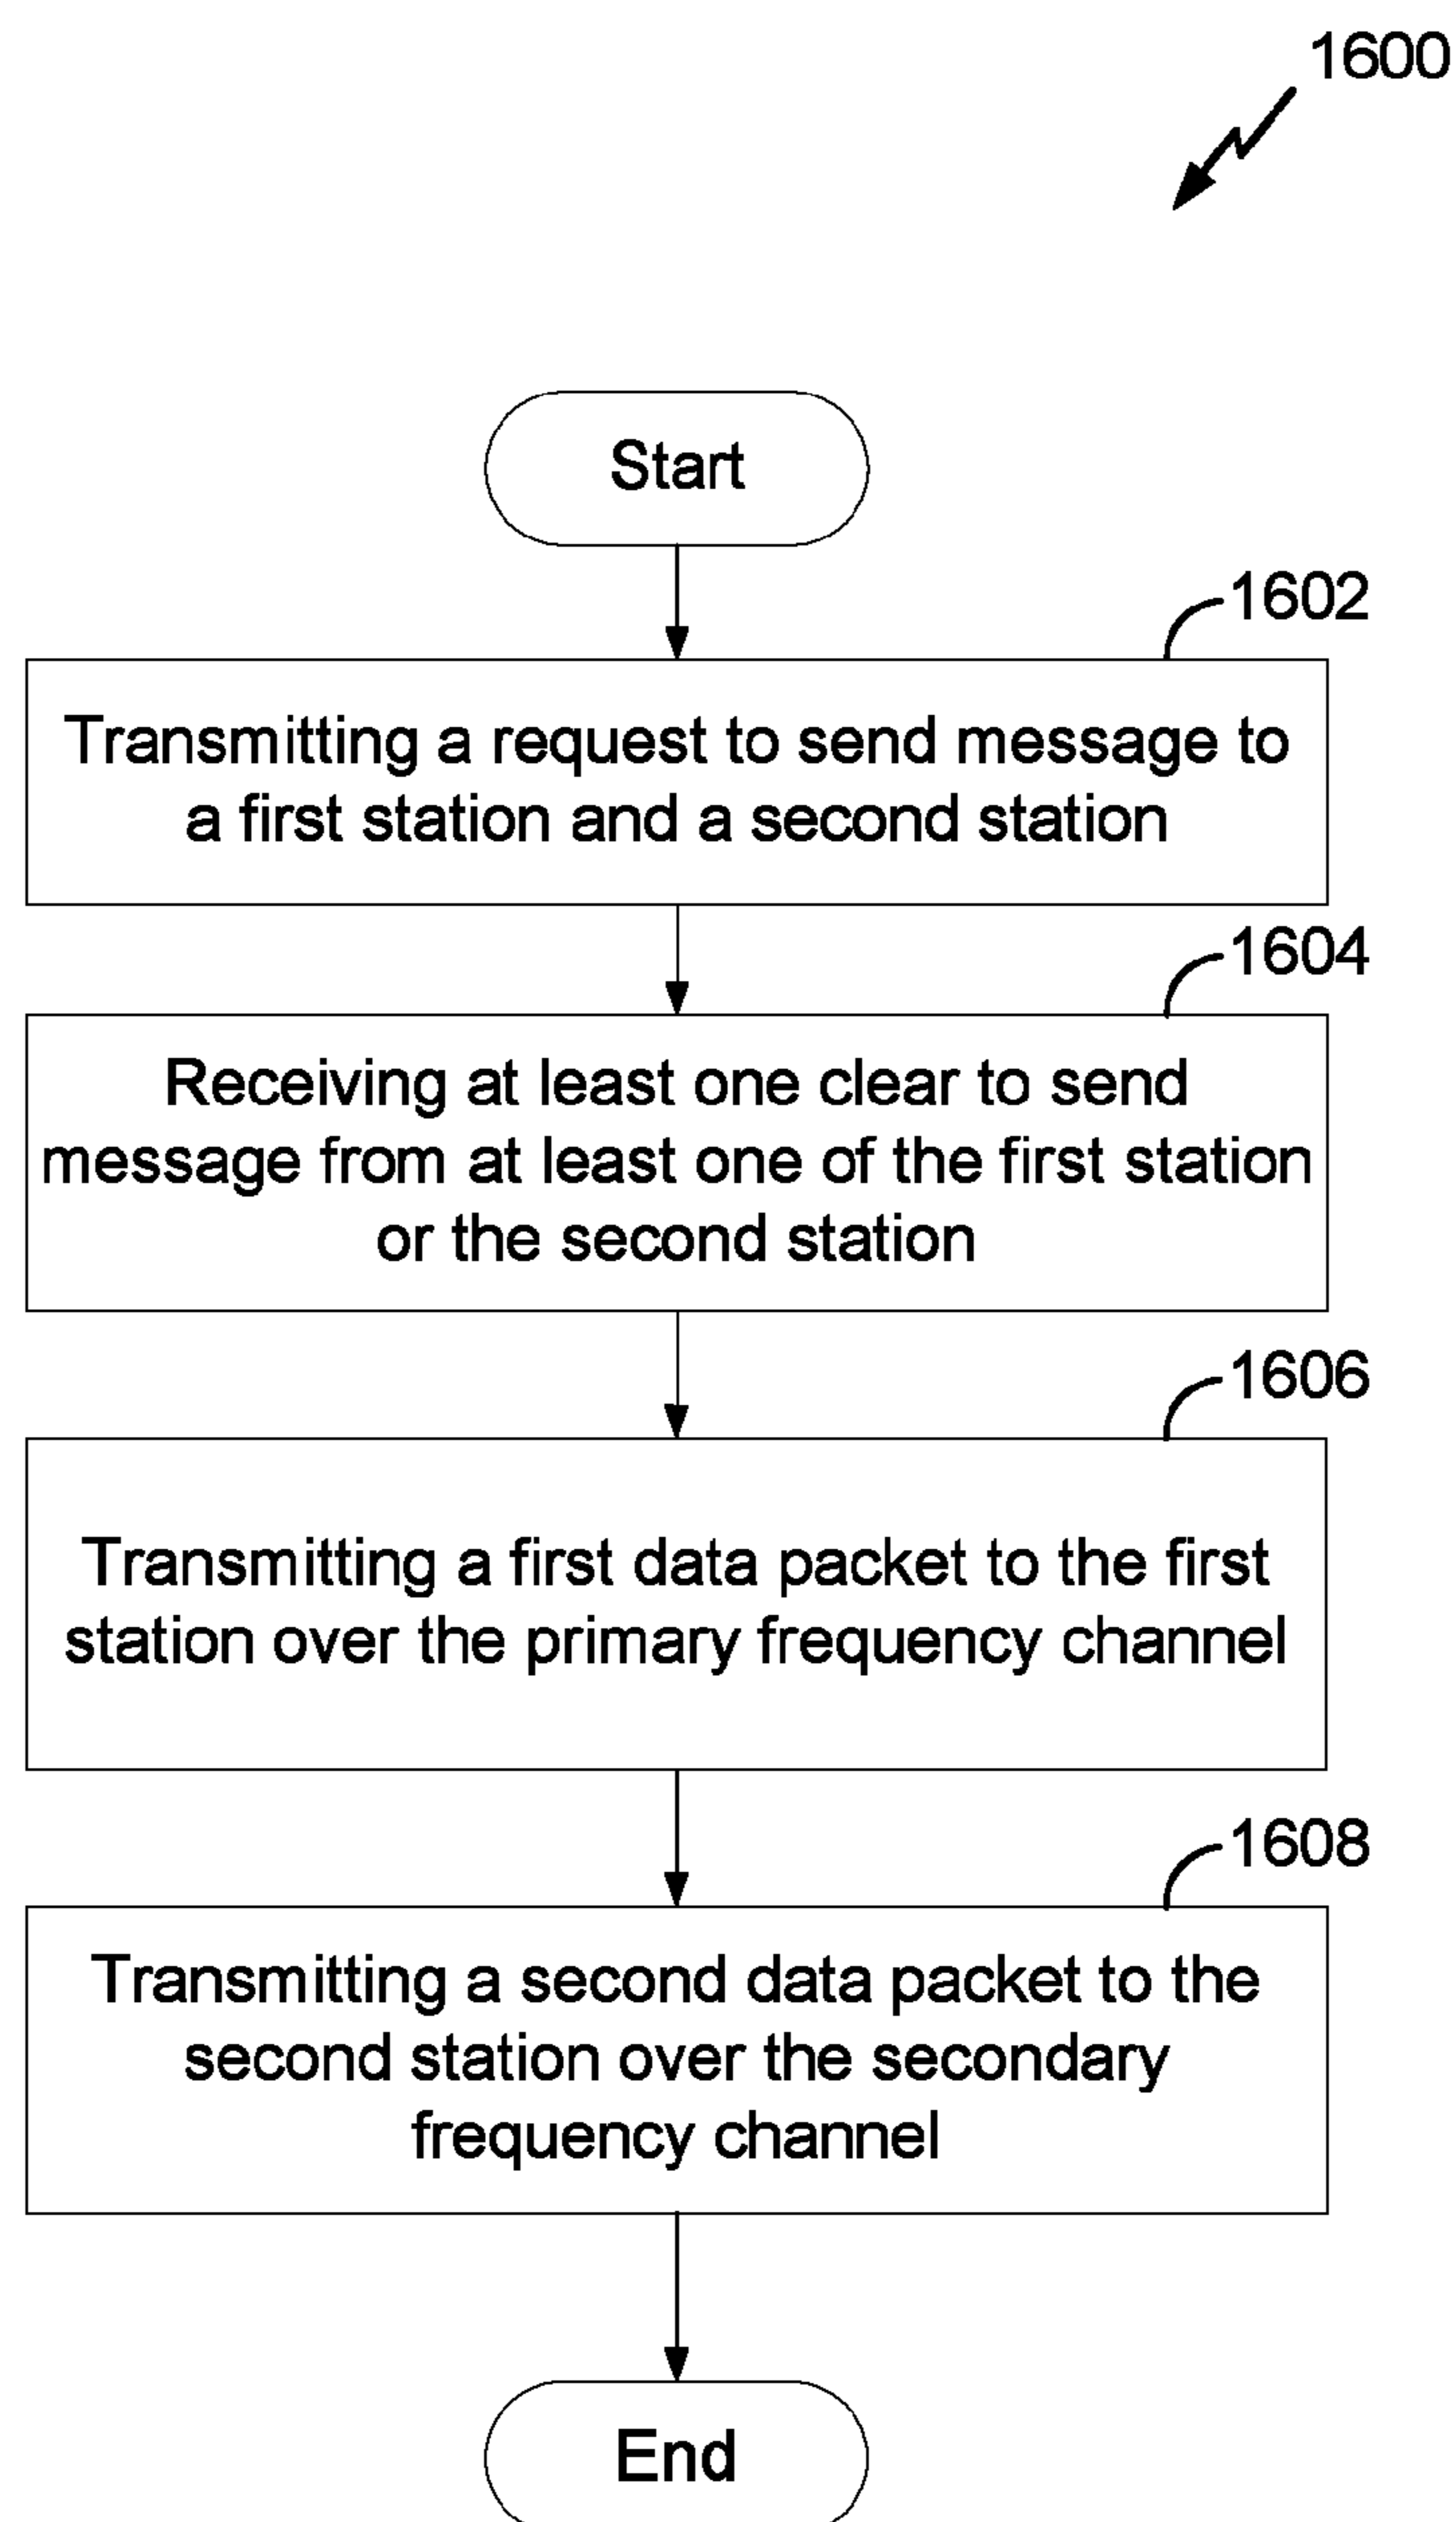 1600
Start
1602
Transmitting a request to send message to
a first station and a second station
1604
Receiving at least one clear to send
message from at least one of the first station
or the second station
1606
Transmitting a first data packet to the first
station over the primary frequency channel
1608
Transmitting a second data packet to the
second station over the secondary
frequency channel
End